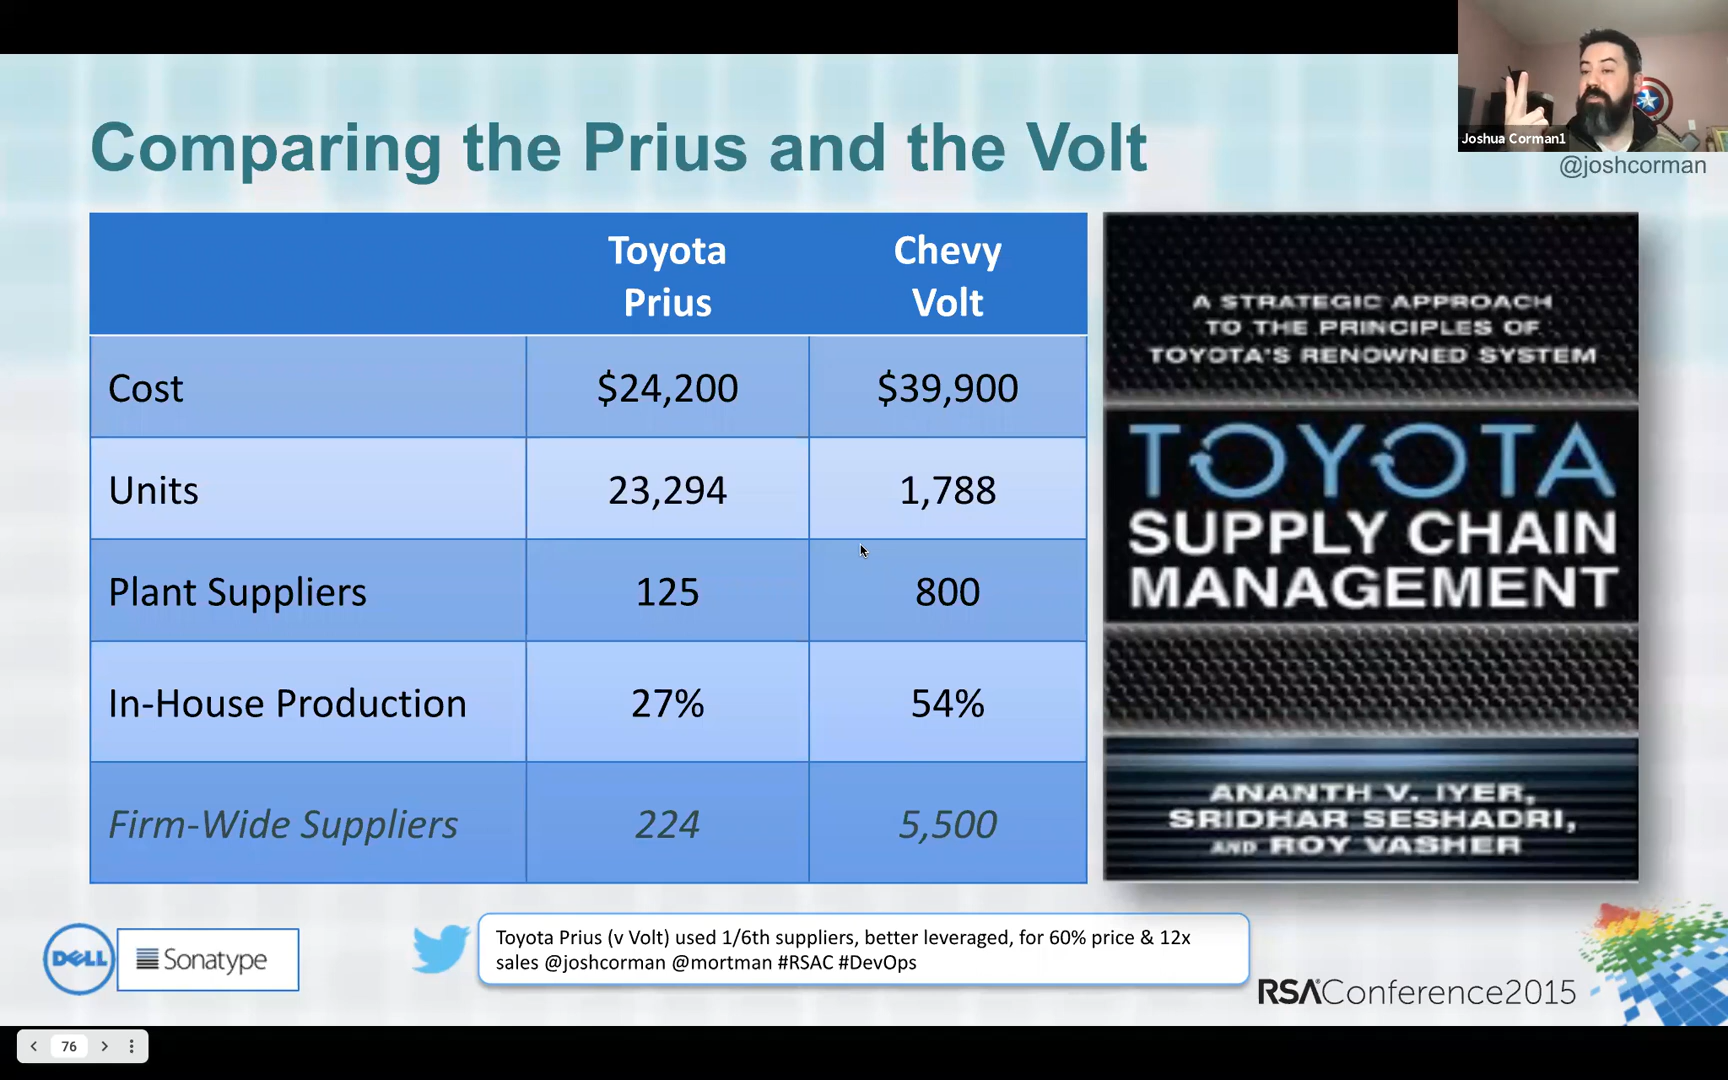 Joshua Corman1
@joshcorman
Comparing the Prius and the Volt
Toyota Prius
Chevy Volt
Cost $24,200 $39,900
Units 23,294 1,788
Plant Suppliers 125 800
In-House Production 27% 54%
Firm-Wide Suppliers 224 5,500
A STRATEGIC APPROACH
TO THE PRINCIPLES OF
TOYOTA'S RENOWNED SYSTEM
TOYOTA
SUPPLY CHAIN
MANAGEMENT
ANANTH V. IYER,
SRIDHAR SESHADRI,
AND ROY VASHER
DELL
Sonatype
Toyota Prius (v Volt) used 1/6th suppliers, better leveraged, for 60% price & 12x
sales @joshcorman @mortman #RSAC #DevOps
RSAConference2015
76